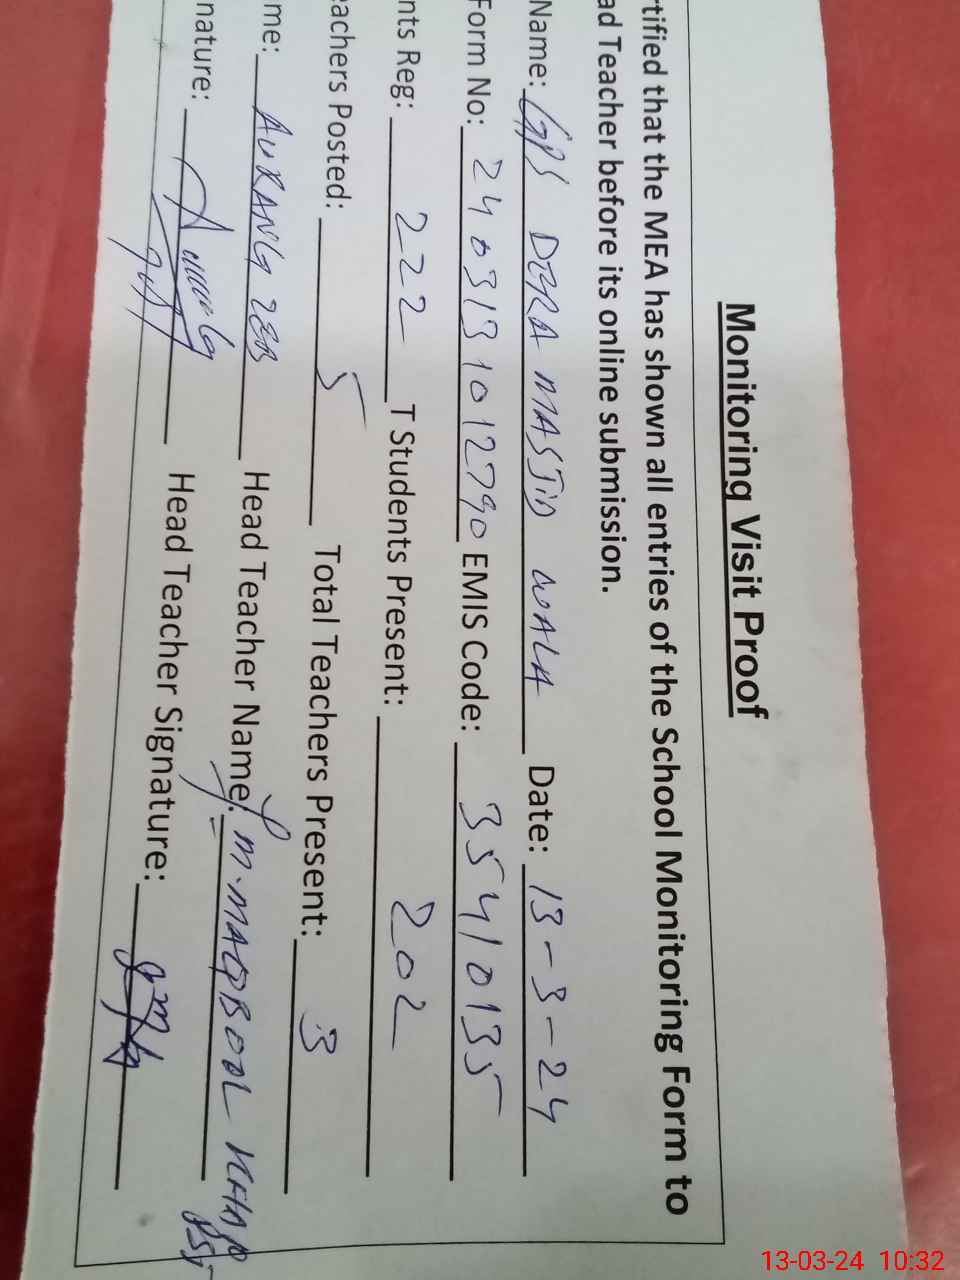 Monitoring Visit Proof
rtified that the MEA has shown all entries of the School Monitoring Form to
ad Teacher before its online submission.
Name: GPS DERA MASJID WALA Date: 13-3-24
Form No: 2403131012790 EMIS Code: 35410135
nts Reg: 222 T Students Present: 202
eachers Posted: 5 Total Teachers Present: 3
me: AURANG ZEB Head Teacher Name: M. MAQBOOL KHAN
nature: Head Teacher Signature:
13-03-24 10:32